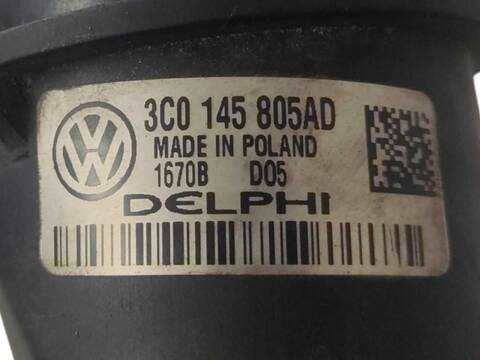 3C0 145 805AD
MADE IN POLAND
1670B D05
DELPHI